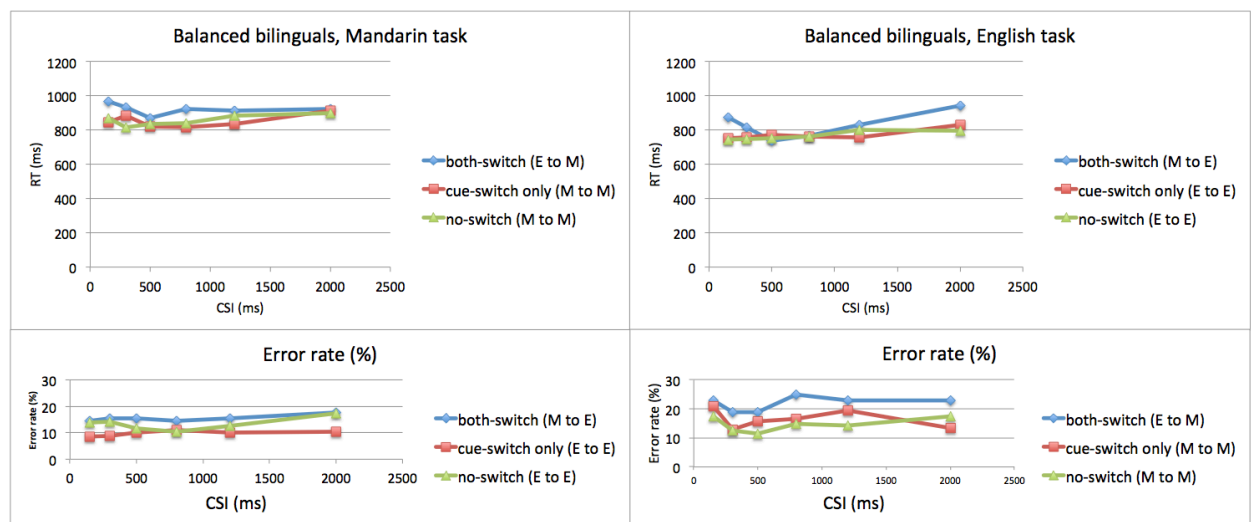 Balanced bilinguals, Mandarin task
1200
1000
800
600
400
200
0
RT (ms)
0 500 1000 1500 2000 2500
CSI (ms)
both-switch (E to M)
cue-switch only (M to M)
no-switch (M to M)
Balanced bilinguals, English task
1200
1000
800
600
400
200
0
RT (ms)
0 500 1000 1500 2000 2500
CSI (ms)
both-switch (M to E)
cue-switch only (E to E)
no-switch (E to E)
Error rate (%)
30
20
10
0
Error rate (%)
0 500 1000 1500 2000 2500
CSI (ms)
both-switch (M to E)
cue-switch only (E to E)
no-switch (E to E)
Error rate (%)
30
20
10
0
Error rate (%)
0 500 1000 1500 2000 2500
CSI (ms)
both-switch (E to M)
cue-switch only (M to M)
no-switch (M to M)